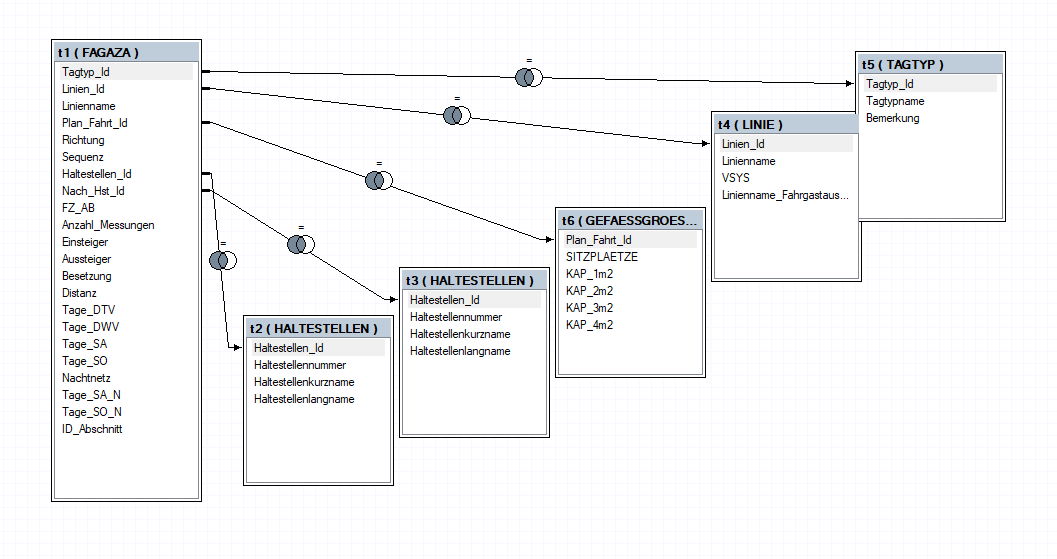 t1 ( FAGAZA )
Tagtyp_Id
Linien_Id
Linienname
Plan_Fahrt_Id
Richtung
Sequenz
Haltestellen_Id
Nach_Hst_Id
FZ_AB
Anzahl_Messungen
Einsteiger
Aussteiger
Besetzung
Distanz
Tage_DTV
Tage_DWV
Tage_SA
Tage_SO
Nachtnetz
Tage_SA_N
Tage_SO_N
ID_Abschnitt
=
=
=
=
=
t2 ( HALTESTELLEN )
Haltestellen_Id
Haltestellennummer
Haltestellenkurzname
Haltestellenlangname
t3 ( HALTESTELLEN )
Haltestellen_Id
Haltestellennummer
Haltestellenkurzname
Haltestellenlangname
t6 ( GEFAESSGROES...
Plan_Fahrt_Id
SITZPLAETZE
KAP_1m2
KAP_2m2
KAP_3m2
KAP_4m2
t4 ( LINIE )
Linien_Id
Linienname
VSYS
Linienname_Fahrgastaus...
t5 ( TAGTYP )
Tagtyp_Id
Tagtypname
Bemerkung